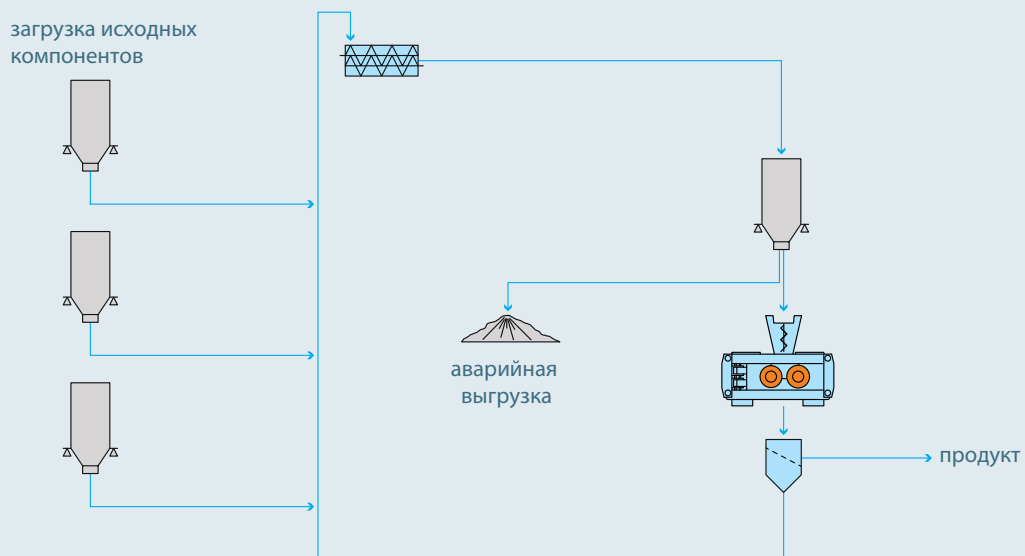 загрузка исходных
компонентов
аварийная
выгрузка
продукт